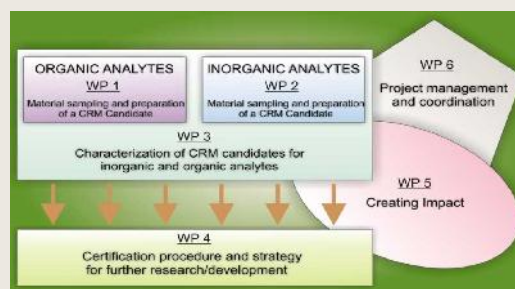 ORGANIC ANALYTES
WP 1
Material sampling and preparation
of a CRM Candidate
INORGANIC ANALYTES
WP 2
Material sampling and preparation
of a CRM Candidate
WP 3
Characterization of CRM candidates for
inorganic and organic analytes
WP 4
Certification procedure and strategy
for further research/development
WP 6
Project management
and coordination
WP 5
Creating Impact